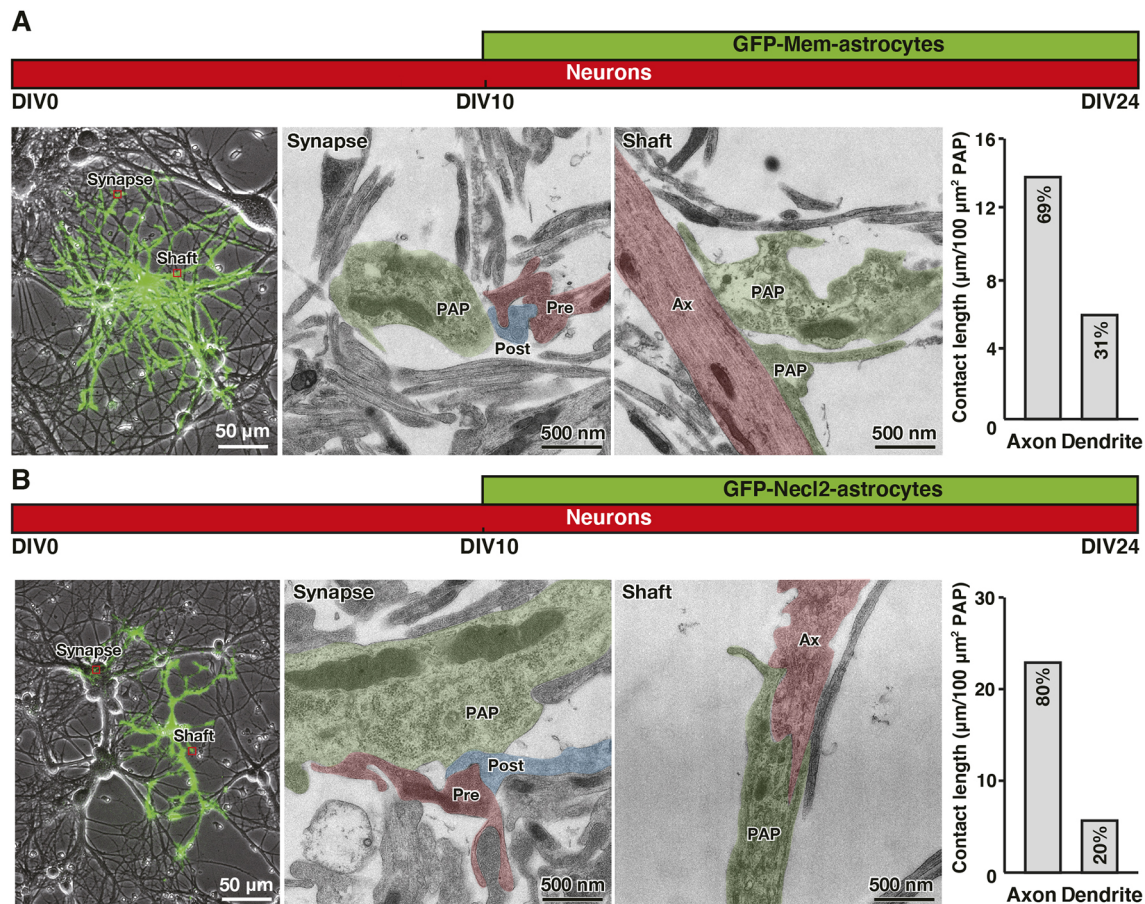 A
GFP-Mem-astrocytes
Neurons
DIV0 DIV10 DIV24
Synapse
Shaft
50 µm
Synapse
PAP
Pre
Post
500 nm
Shaft
Ax
PAP
PAP
500 nm
Contact length (µm/100 µm² PAP)
16
12
8
4
0
69%
31%
Axon Dendrite
B
GFP-Necl2-astrocytes
Neurons
DIV0 DIV10 DIV24
Synapse
Shaft
50 µm
Synapse
PAP
Post
Pre
500 nm
Shaft
Ax
PAP
500 nm
Contact length (µm/100 µm² PAP)
30
20
10
0
80%
20%
Axon Dendrite